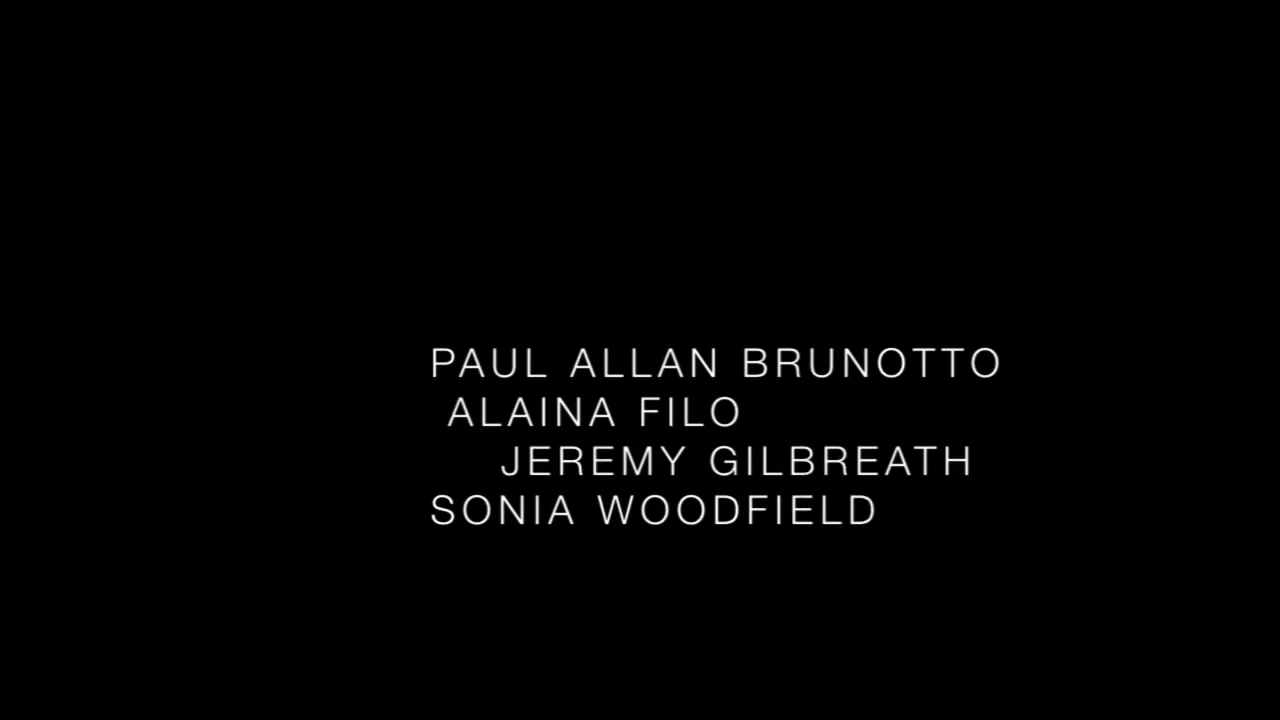 PAUL ALLAN BRUNOTTO
ALAINA FILO
JEREMY GILBREATH
SONIA WOODFIELD